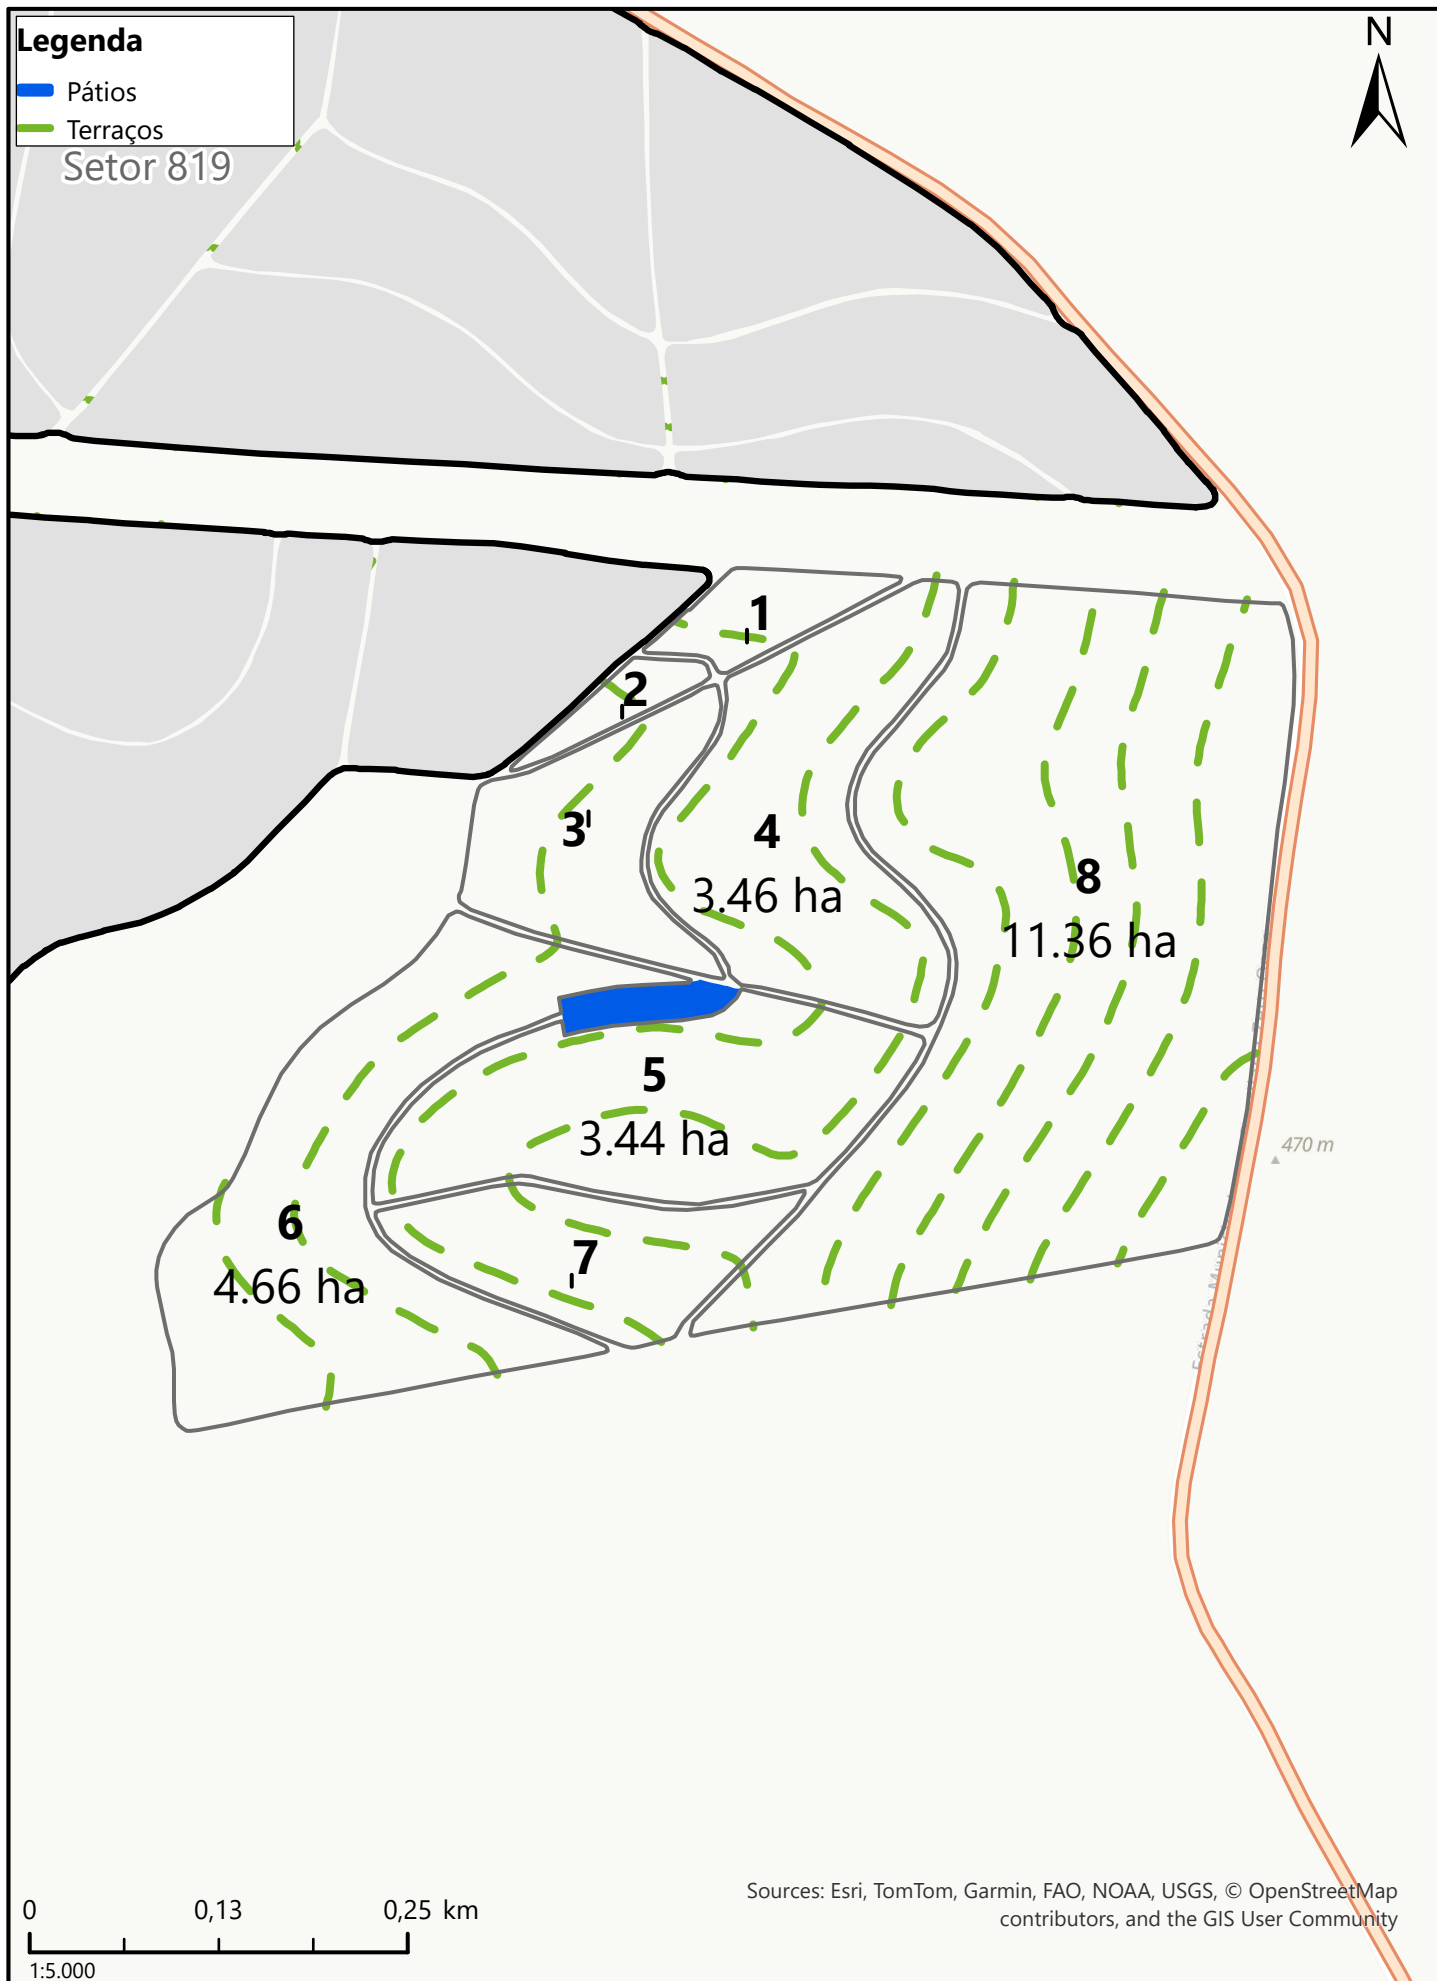 Legenda
Pátios
Terraços
Setor 819
N
1
2
3
4
3.46 ha
8
11.36 ha
5
3.44 ha
470 m
6
4.66 ha
7
Sources: Esri, TomTom, Garmin, FAO, NOAA, USGS, © OpenStreetMap
contributors, and the GIS User Community
0 0,13 0,25 km
1:5.000